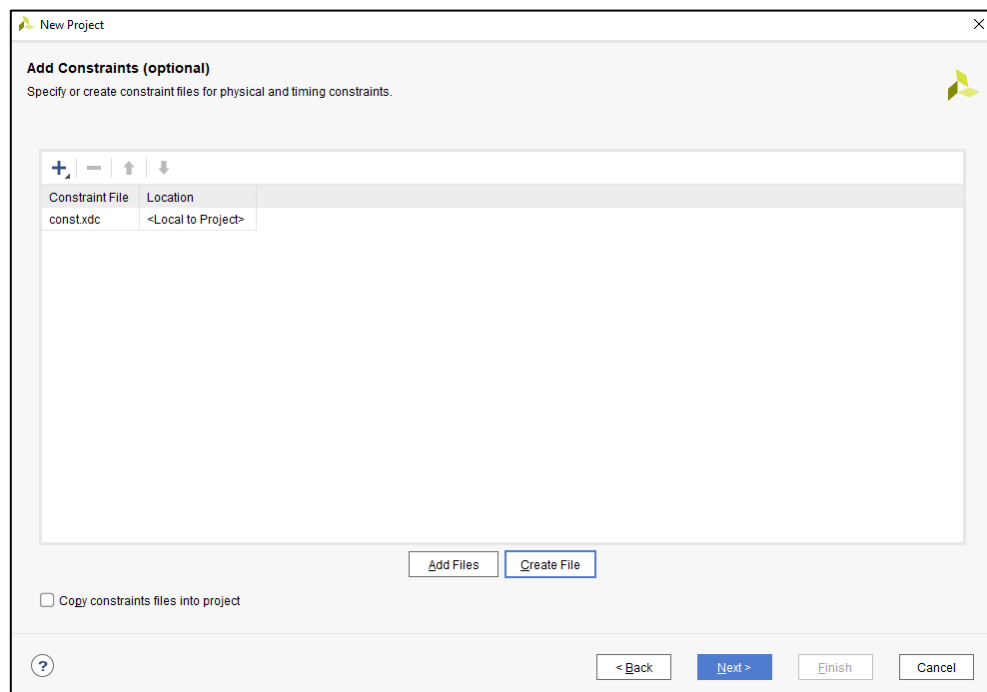 New Project
Add Constraints (optional)
Specify or create constraint files for physical and timing constraints.
Constraint File Location
const.xdc <Local to Project>
Add Files Create File
Copy constraints files into project
? < Back Next > Finish Cancel